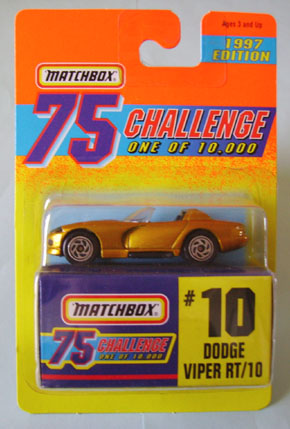 Ages 3 and Up
1997
EDITION
MATCHBOX
75 CHALLENGE
ONE OF 10,000
MATCHBOX
75 CHALLENGE
ONE OF 10,000
#10
DODGE
VIPER RT/10